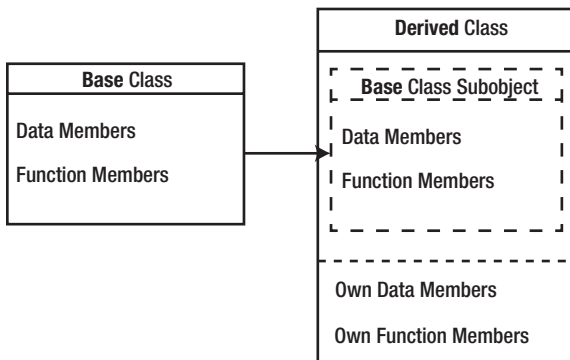 Base Class
Data Members
Function Members
Derived Class
Base Class Subobject
Data Members
Function Members
Own Data Members
Own Function Members